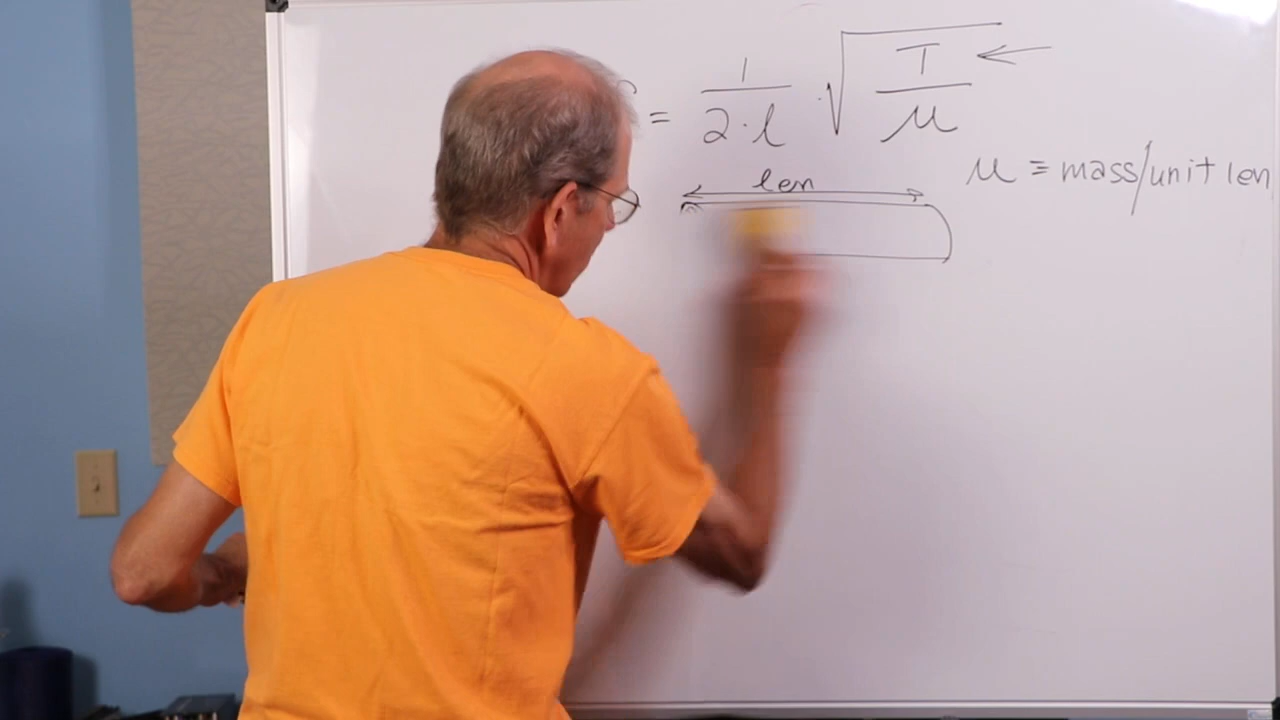 = 1/(2·l) · √(T/μ) ←
len
μ = mass/unit len